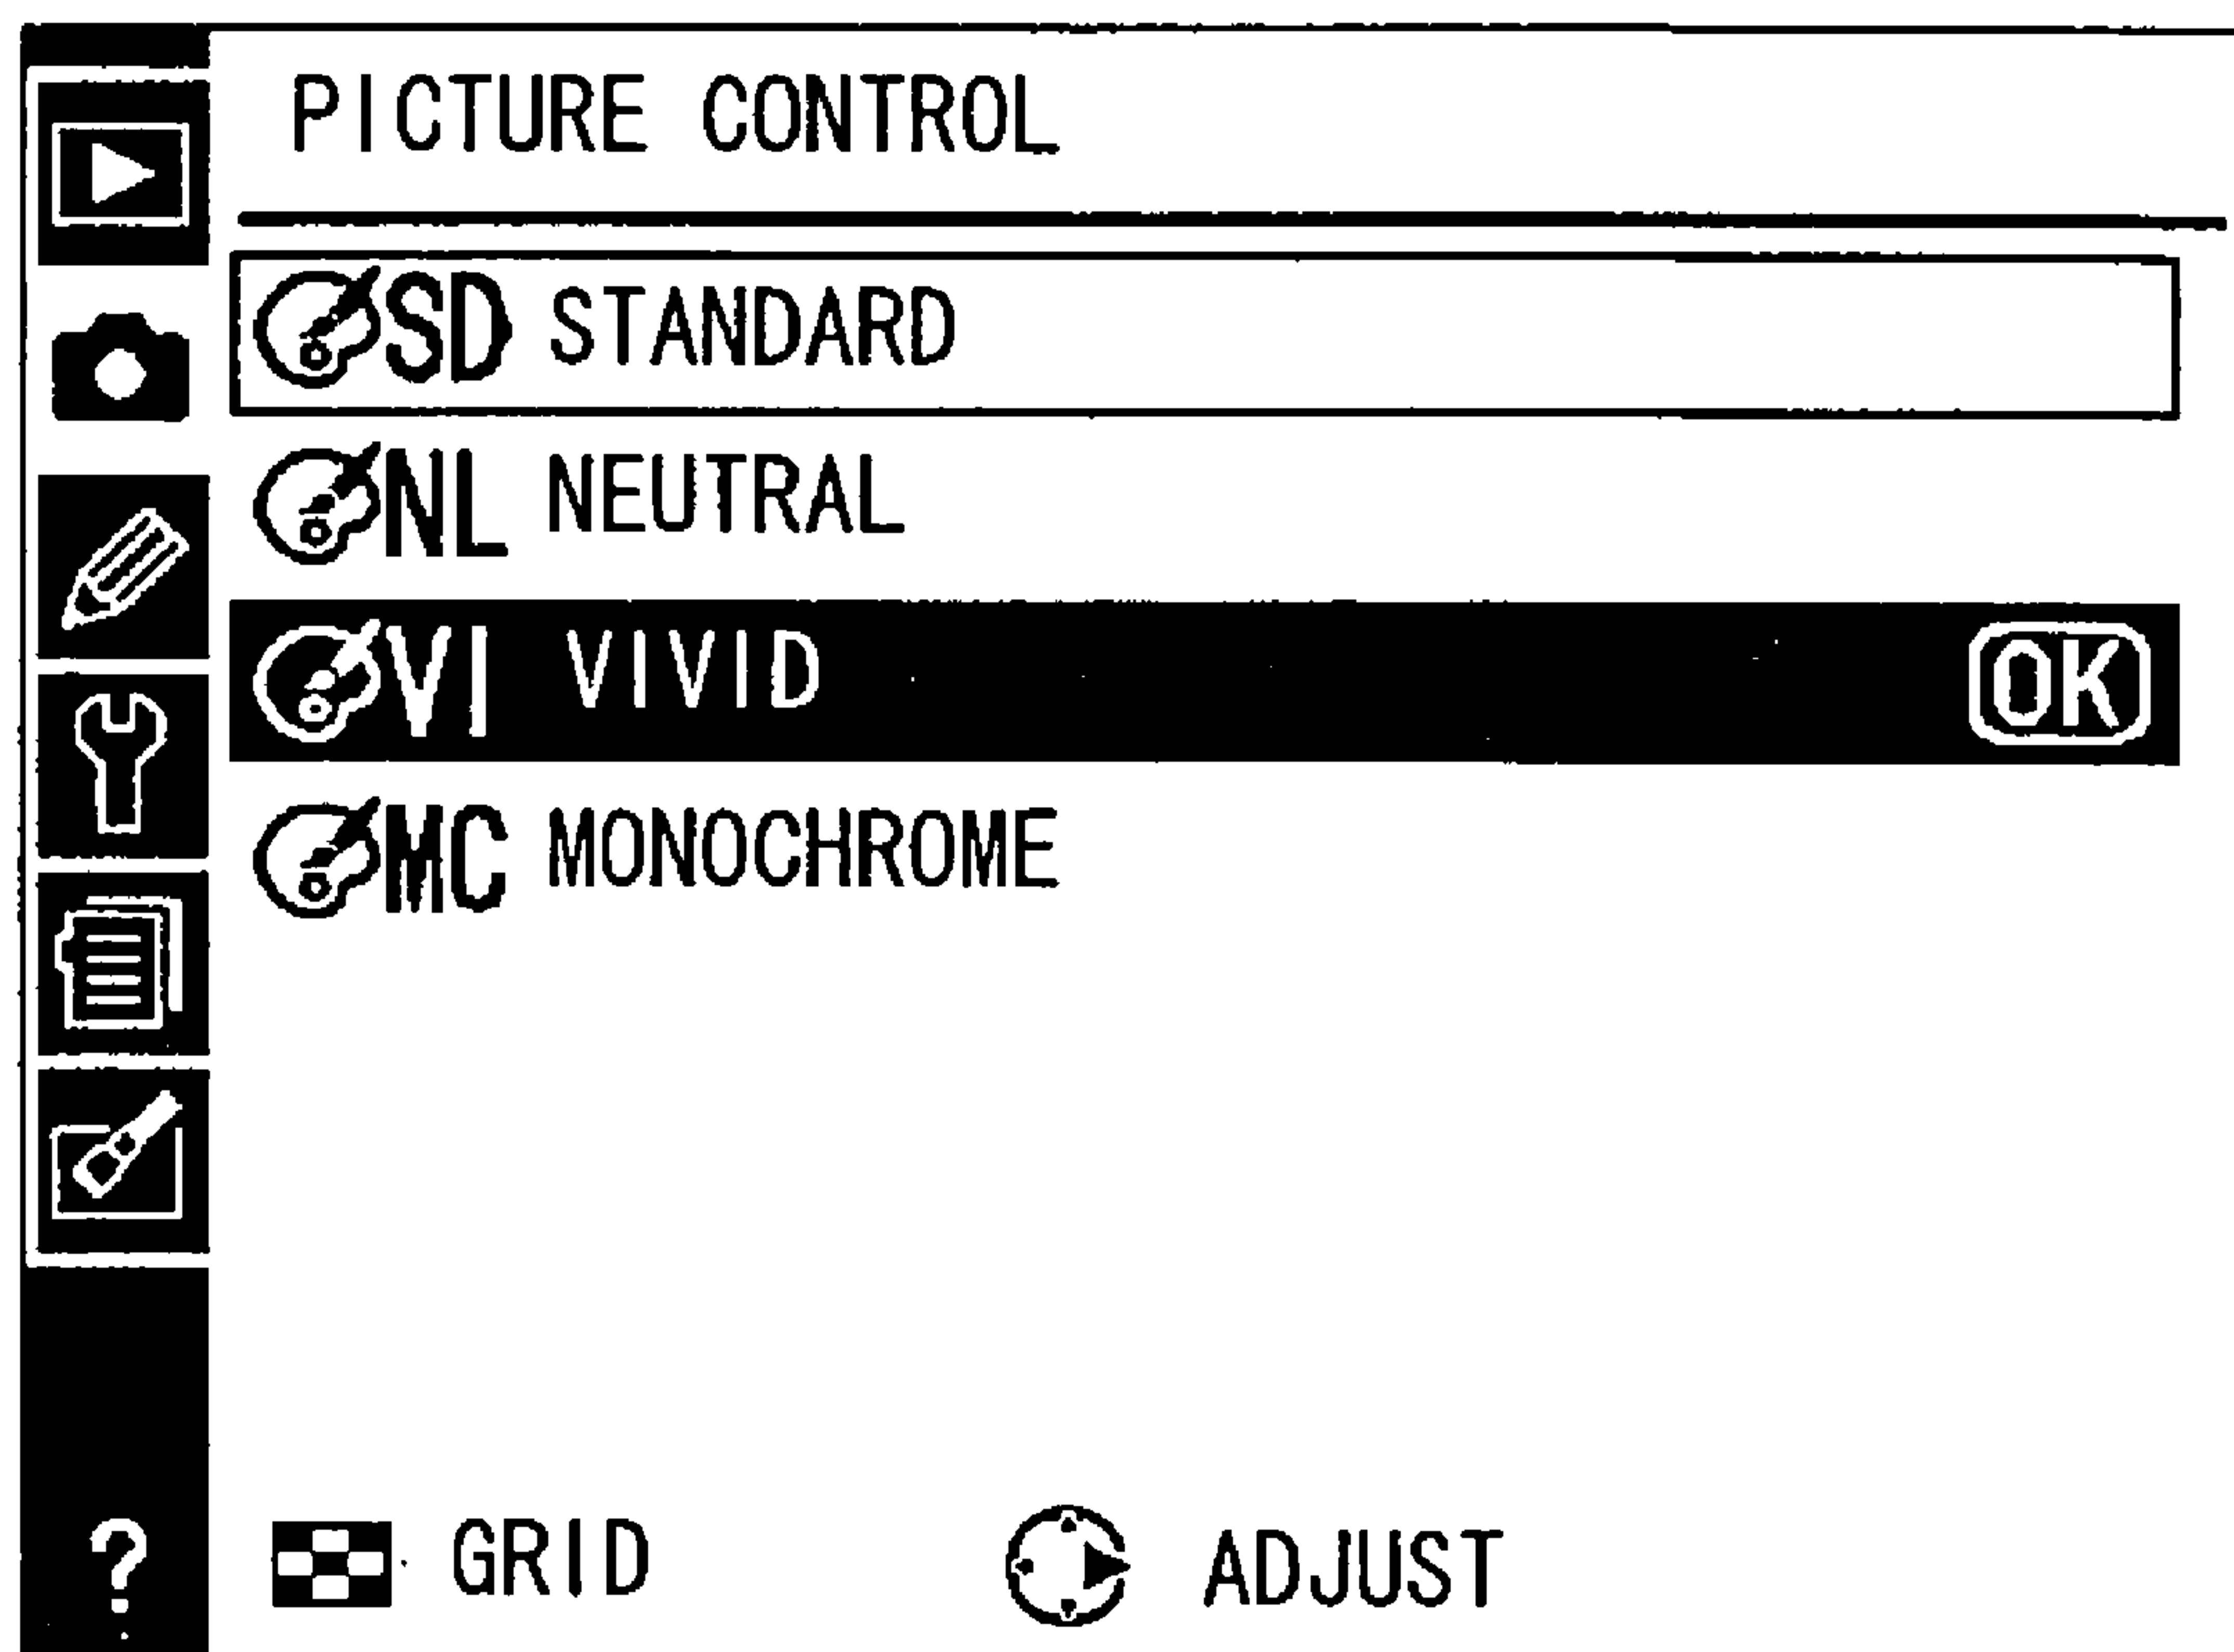 PICTURE CONTROL
SD STANDARD
NL NEUTRAL
VI VIVID OK
MC MONOCHROME
? GRID ADJUST